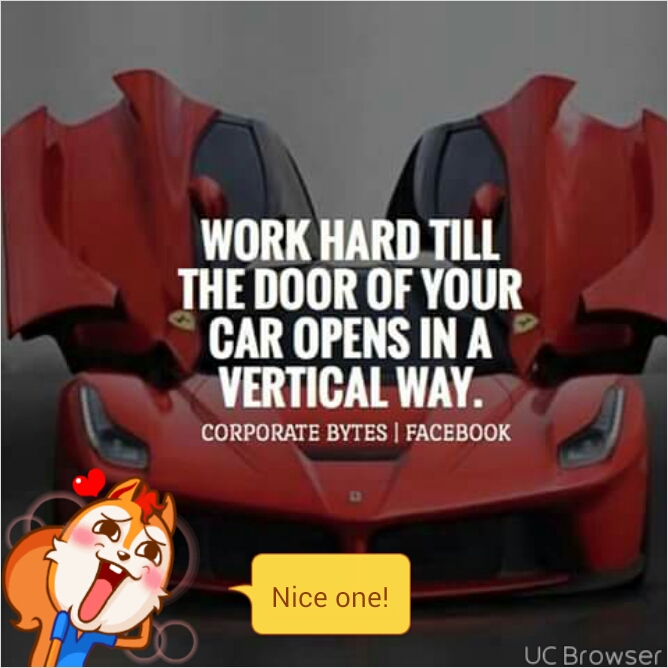 WORK HARD TILL
THE DOOR OF YOUR
CAR OPENS IN A
VERTICAL WAY.
CORPORATE BYTES | FACEBOOK
Nice one!
UC Browser